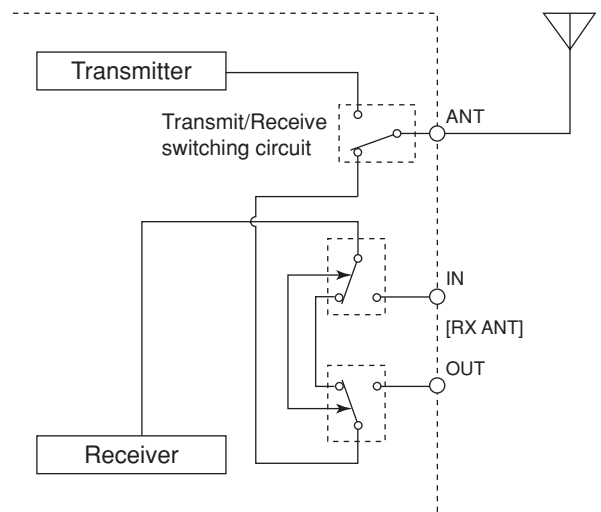 Transmitter
ANT
Transmit/Receive
switching circuit
IN
[RX ANT]
OUT
Receiver